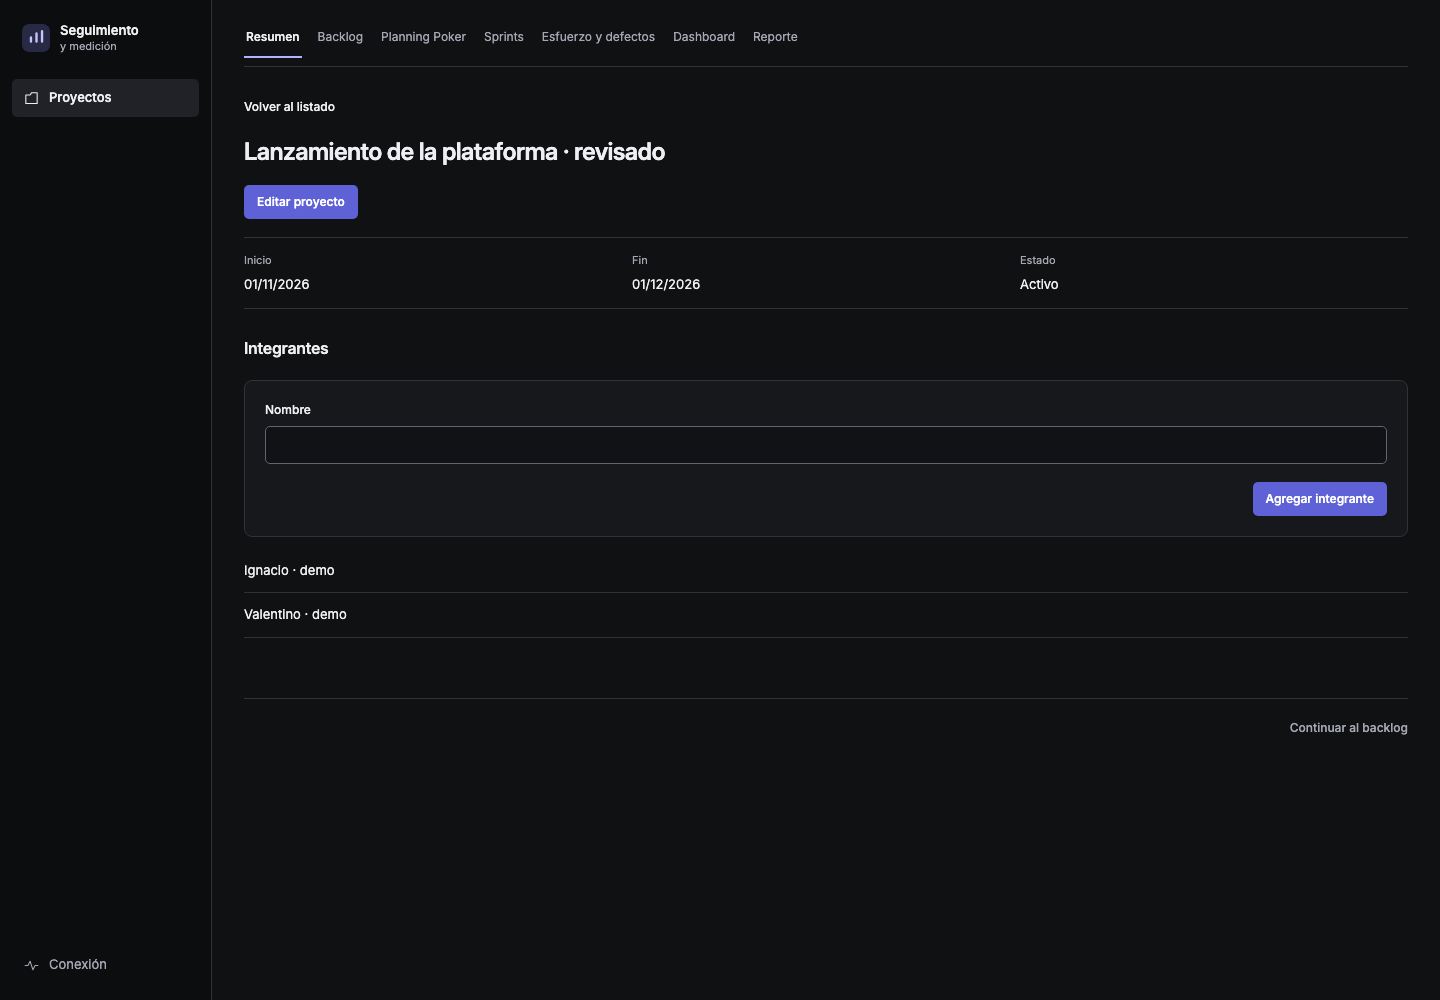 Seguimiento
y medición
Proyectos
Resumen Backlog Planning Poker Sprints Esfuerzo y defectos Dashboard Reporte
Volver al listado
Lanzamiento de la plataforma · revisado
Editar proyecto
Inicio Fin Estado
01/11/2026 01/12/2026 Activo
Integrantes
Nombre
Agregar integrante
Ignacio · demo
Valentino · demo
Continuar al backlog
Conexión